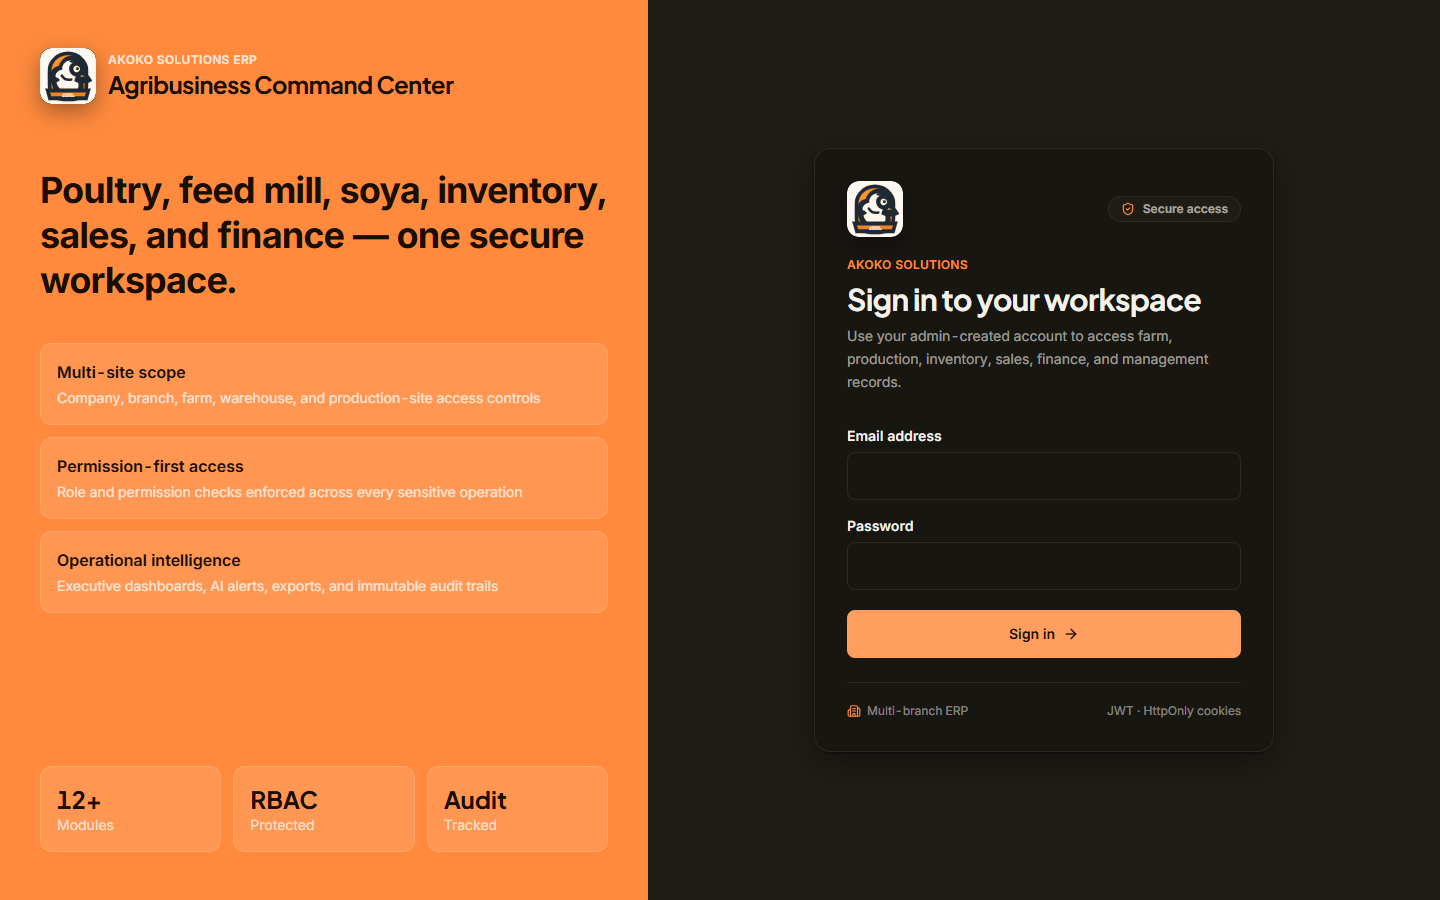 AKOKO SOLUTIONS ERP
Agribusiness Command Center
Poultry, feed mill, soya, inventory,
sales, and finance — one secure
workspace.
Multi-site scope
Company, branch, farm, warehouse, and production-site access controls
Permission-first access
Role and permission checks enforced across every sensitive operation
Operational intelligence
Executive dashboards, AI alerts, exports, and immutable audit trails
12+
Modules
RBAC
Protected
Audit
Tracked
Secure access
AKOKO SOLUTIONS
Sign in to your workspace
Use your admin-created account to access farm,
production, inventory, sales, finance, and management
records.
Email address
Password
Sign in →
Multi-branch ERP
JWT · HttpOnly cookies